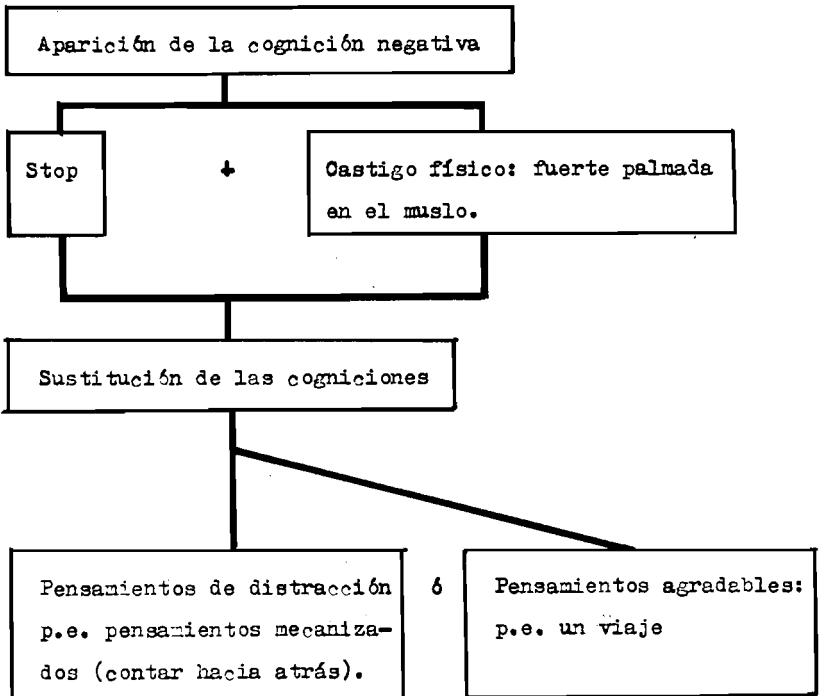 Aparición de la cognición negativa
Stop
+
Castigo físico: fuerte palmada
en el muslo.
Sustitución de las cogniciones
Pensamientos de distracción
p.e. pensamientos mecaniza-
dos (contar hacia atrás).
ó
Pensamientos agradables:
p.e. un viaje